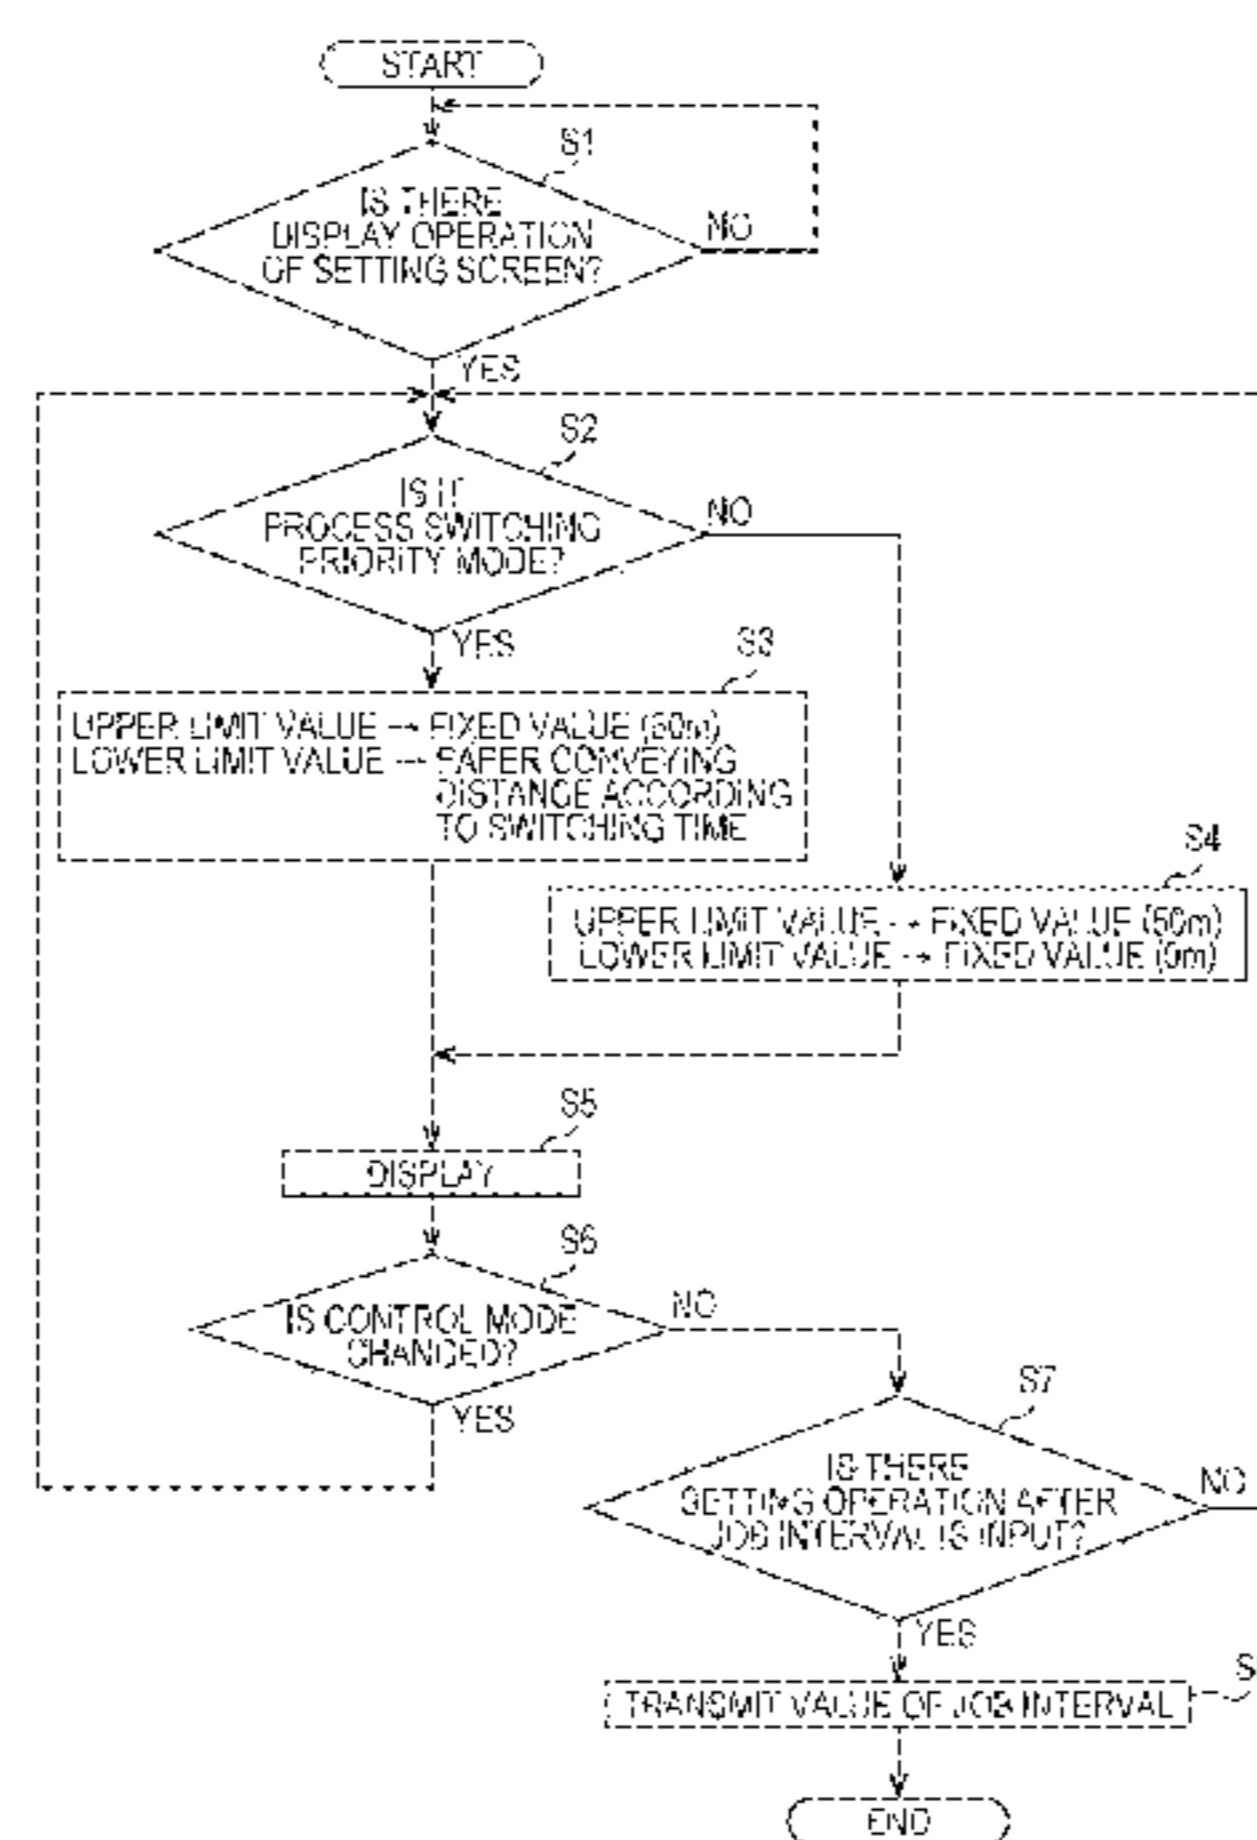 START
S1
IS THERE
DISPLAY OPERATION
OF SETTING SCREEN?
NO
YES
S2
IS IT
PROCESS SWITCHING
PRIORITY MODE?
NO
YES
S3
UPPER LIMIT VALUE → FIXED VALUE
LOWER LIMIT VALUE → PAPER CONVEYING
DISTANCE ACCORDING
TO SWITCHING TIME
S4
UPPER LIMIT VALUE → FIXED VALUE (50m)
LOWER LIMIT VALUE → FIXED VALUE (0m)
S5
DISPLAY
S6
IS CONTROL MODE
CHANGED?
NO
YES
S7
IS THERE
SETTING OPERATION AFTER
JOB INTERVAL IS INPUT?
NO
YES
S
TRANSMIT VALUE OF JOB INTERVAL
END